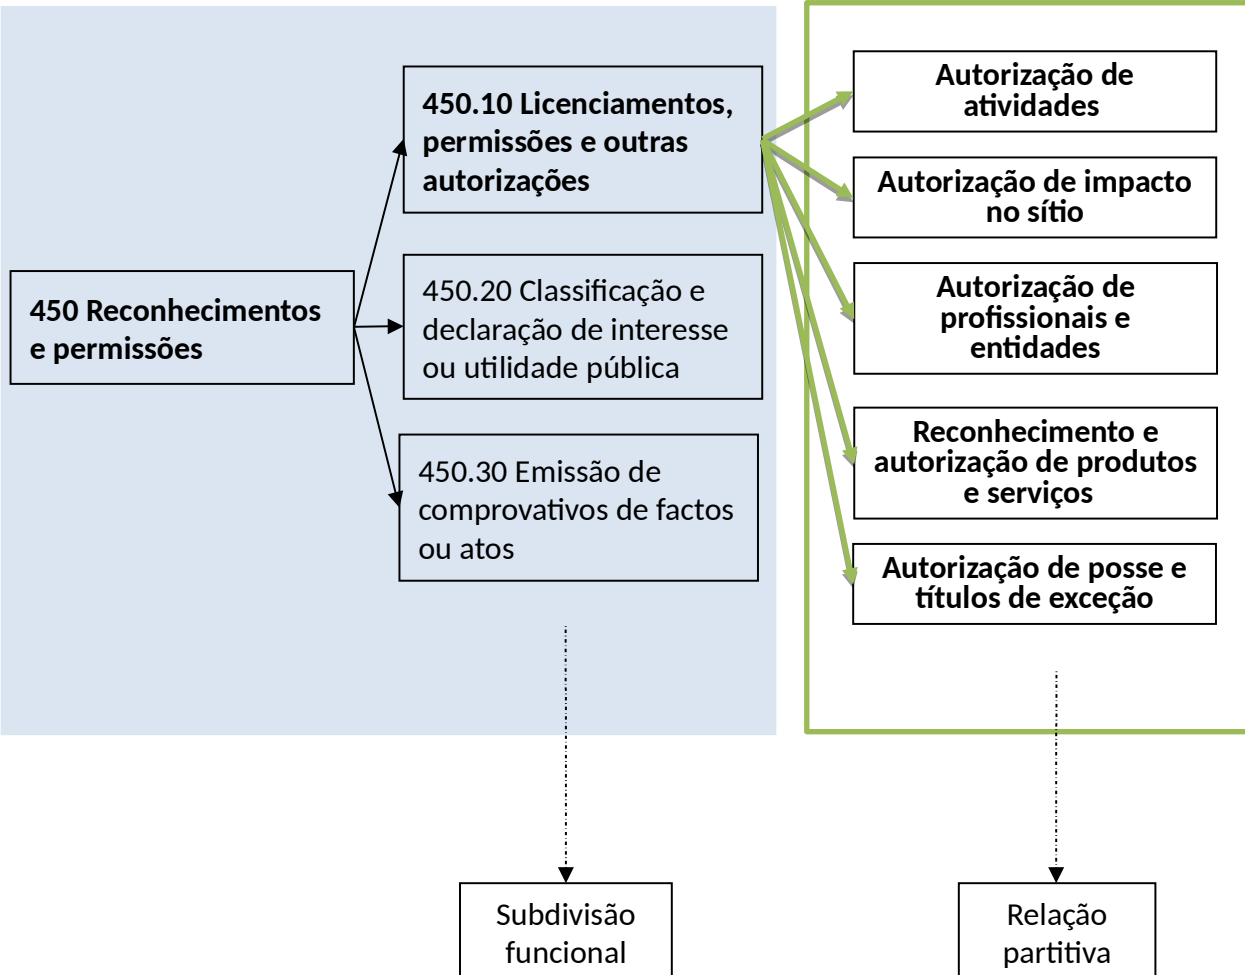 450 Reconhecimentos
e permissões
450.10 Licenciamentos,
permissões e outras
autorizações
450.20 Classificação e
declaração de interesse
ou utilidade pública
450.30 Emissão de
comprovativos de factos
ou atos
Autorização de
atividades
Autorização de impacto
no sítio
Autorização de
profissionais e
entidades
Reconhecimento e
autorização de produtos
e serviços
Autorização de posse e
títulos de exceção
Subdivisão
funcional
Relação
partitiva